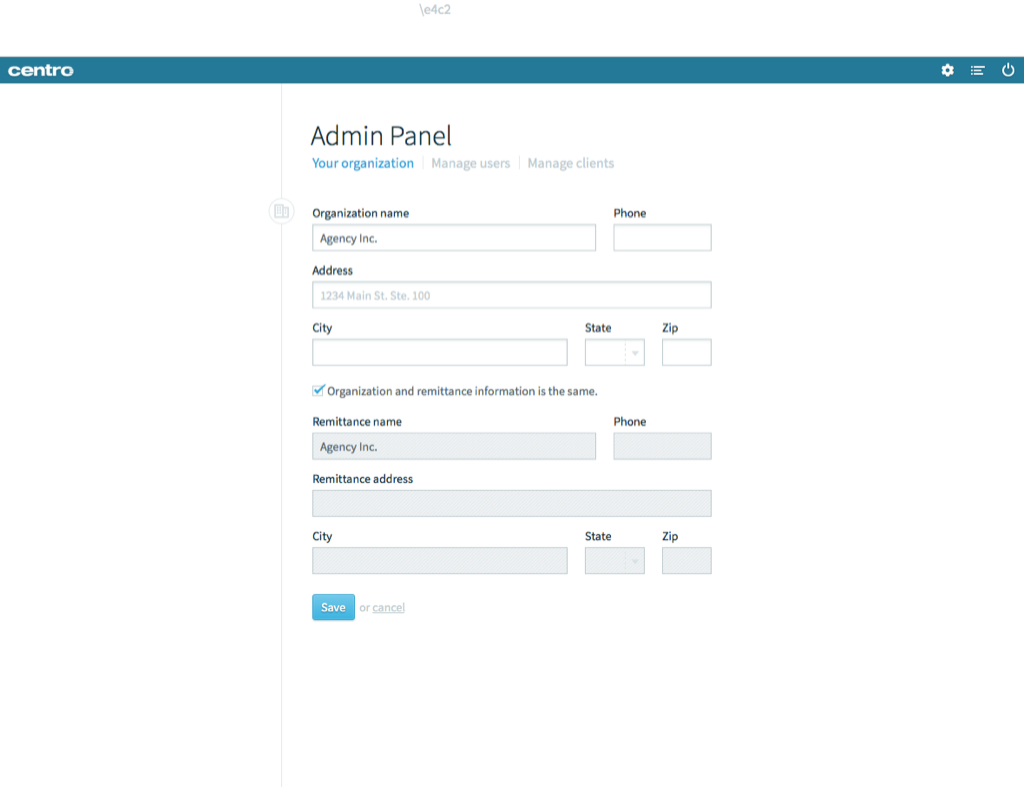 \e4c2
centro
Admin Panel
Your organization Manage users Manage clients
Organization name Phone
Agency Inc.
Address
1234 Main St. Ste. 100
City State Zip
Organization and remittance information is the same.
Remittance name Phone
Agency Inc.
Remittance address
City State Zip
Save or cancel